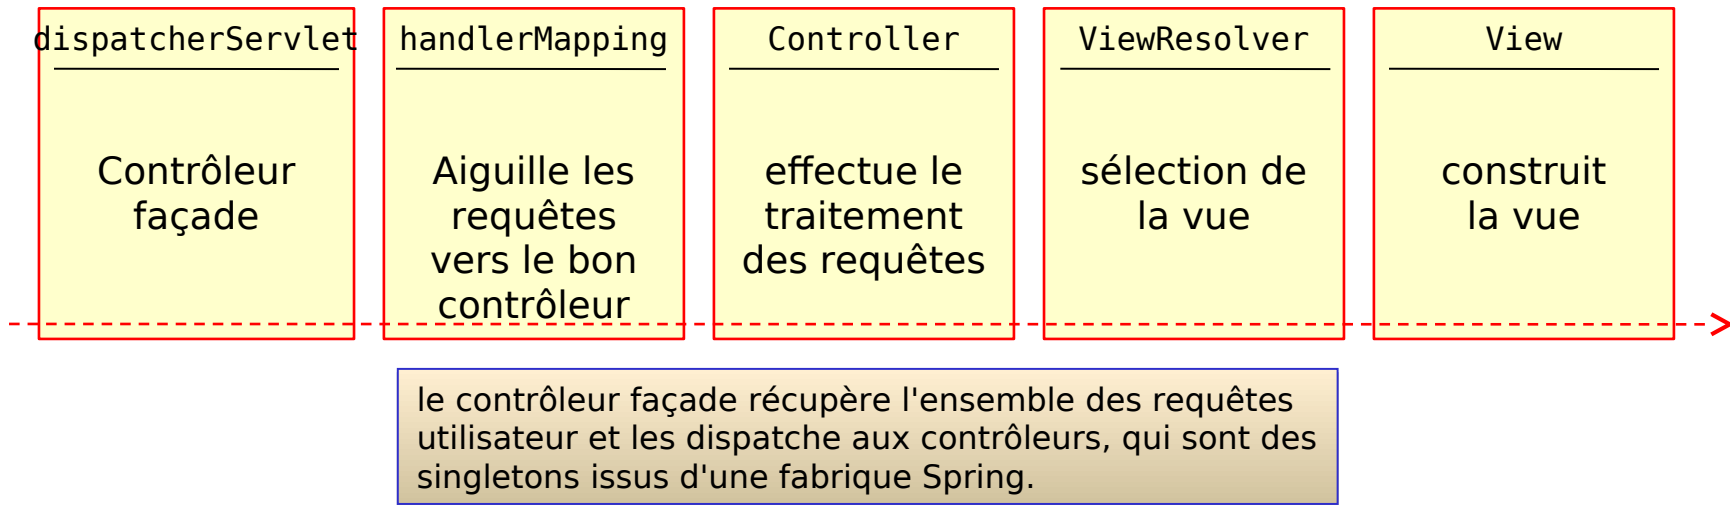 dispatcherServlet
Contrôleur
façade
handlerMapping
Aiguille les
requêtes
vers le bon
contrôleur
Controller
effectue le
traitement
des requêtes
ViewResolver
sélection de
la vue
View
construit
la vue
le contrôleur façade récupère l'ensemble des requêtes
utilisateur et les dispatche aux contrôleurs, qui sont des
singletons issus d'une fabrique Spring.